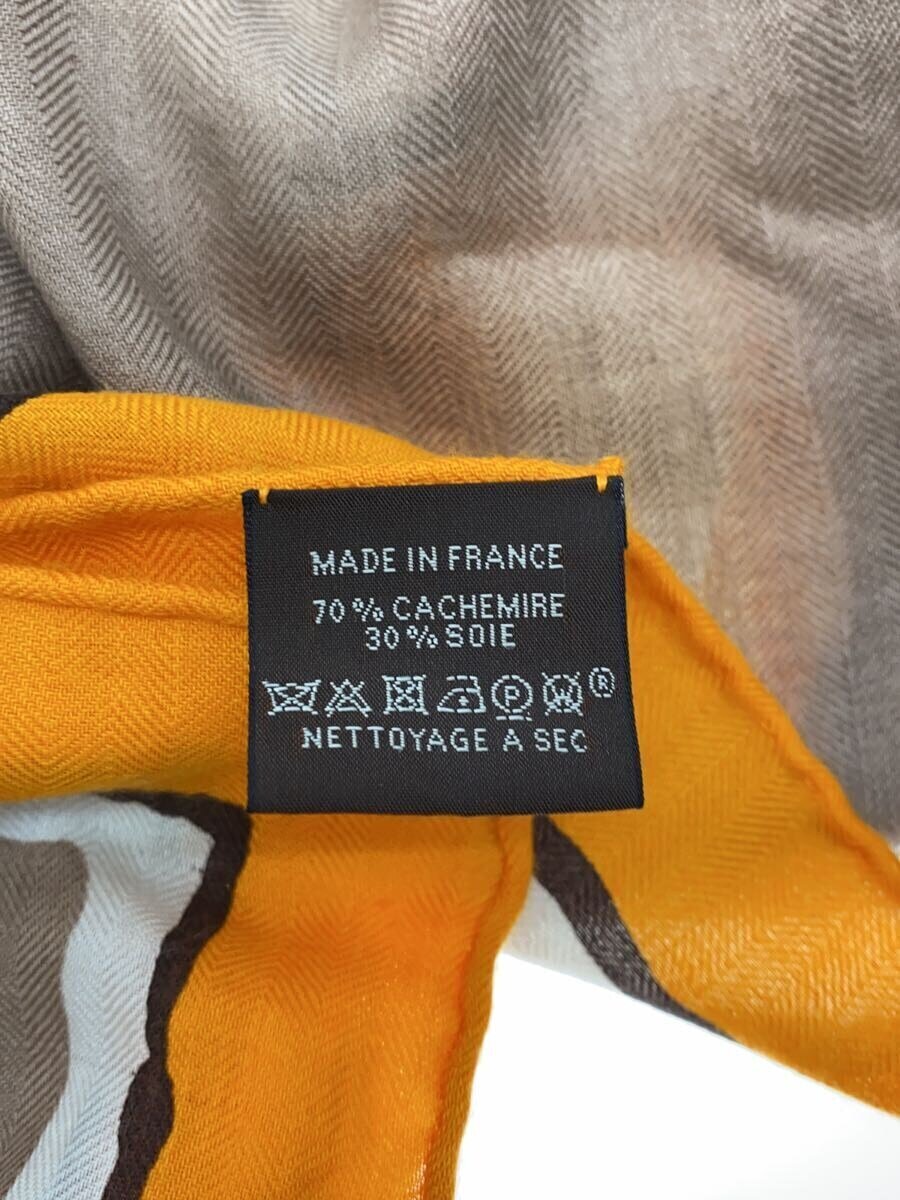 MADE IN FRANCE
70% CACHEMIRE
30% SOIE
P W ®
NETTOYAGE A SEC